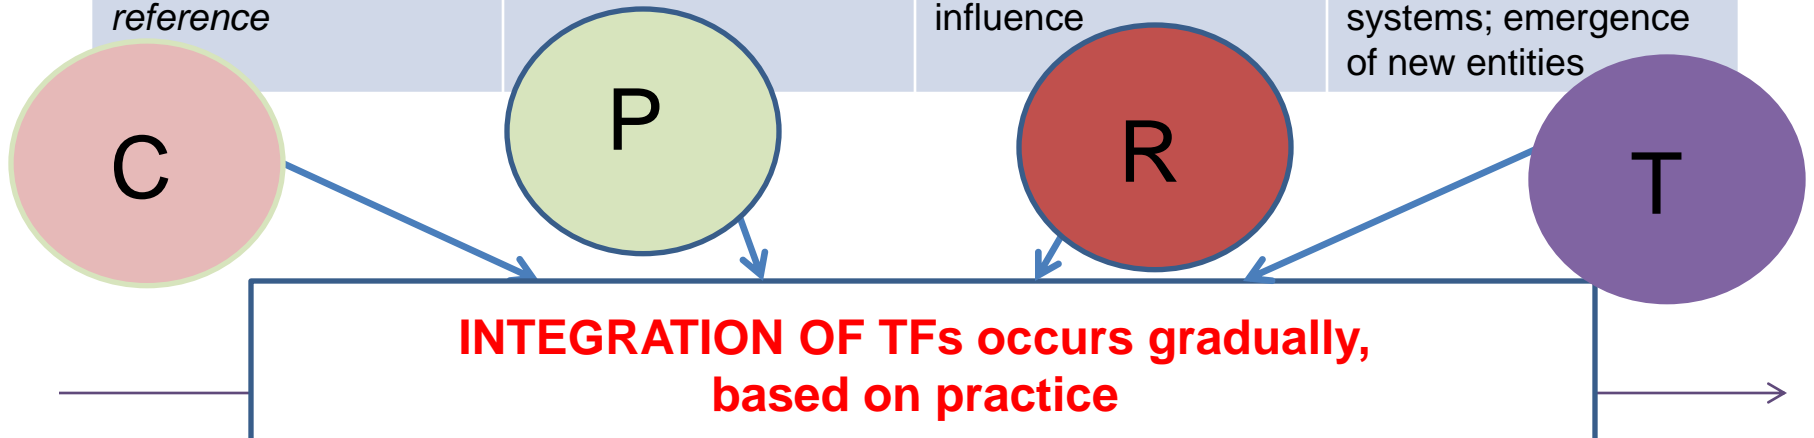 reference
influence
systems; emergence
of new entities
C
P
R
T
INTEGRATION OF TFs occurs gradually,
based on practice